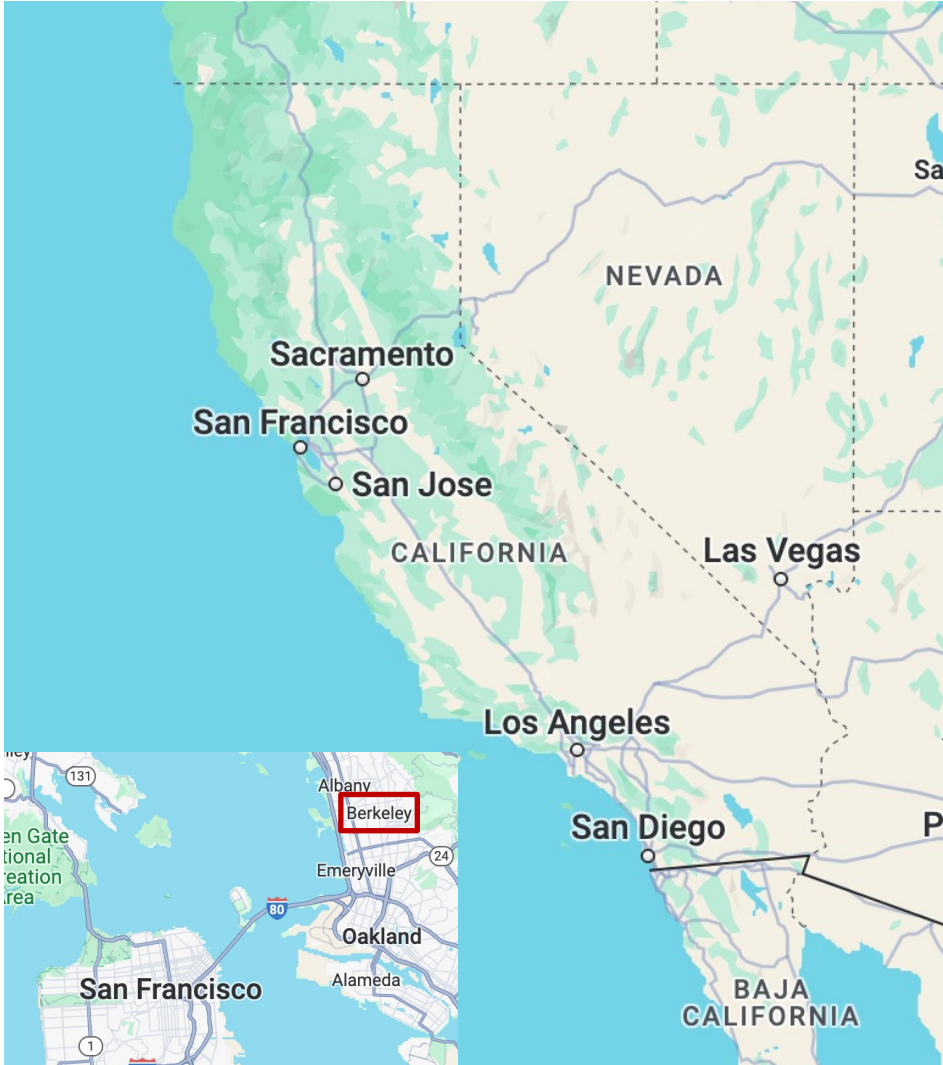 Sa
NEVADA
Sacramento
San Francisco
San Jose
CALIFORNIA
Las Vegas
Los Angeles
San Diego
P
BAJA
CALIFORNIA
131
Albany
Berkeley
en Gate
tional
reation
Area
24
Emeryville
80
Oakland
Alameda
San Francisco
1